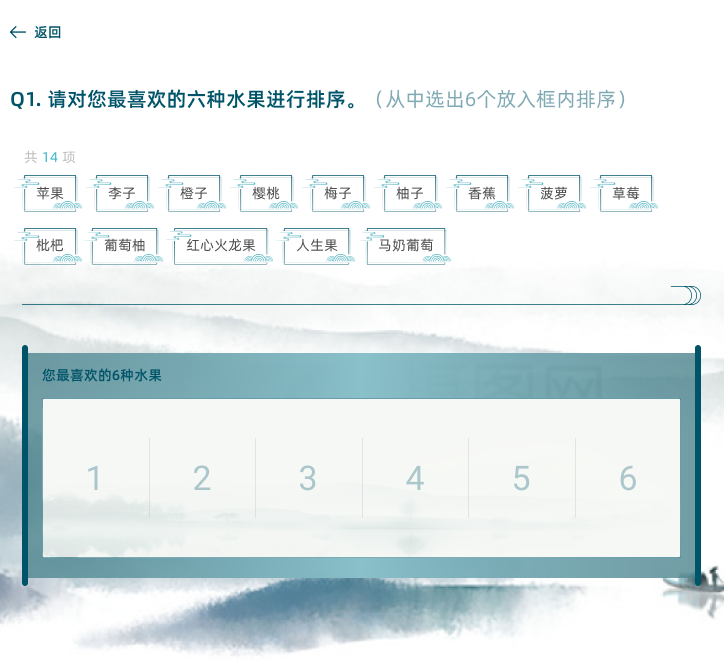 返回
Q1. 请对您最喜欢的六种水果进行排序。（从中选出6个放入框内排序）
共 14 项
苹果 李子 橙子 樱桃 梅子 柚子 香蕉 菠萝 草莓
枇杷 葡萄柚 红心火龙果 人生果 马奶葡萄
您最喜欢的6种水果
1 2 3 4 5 6